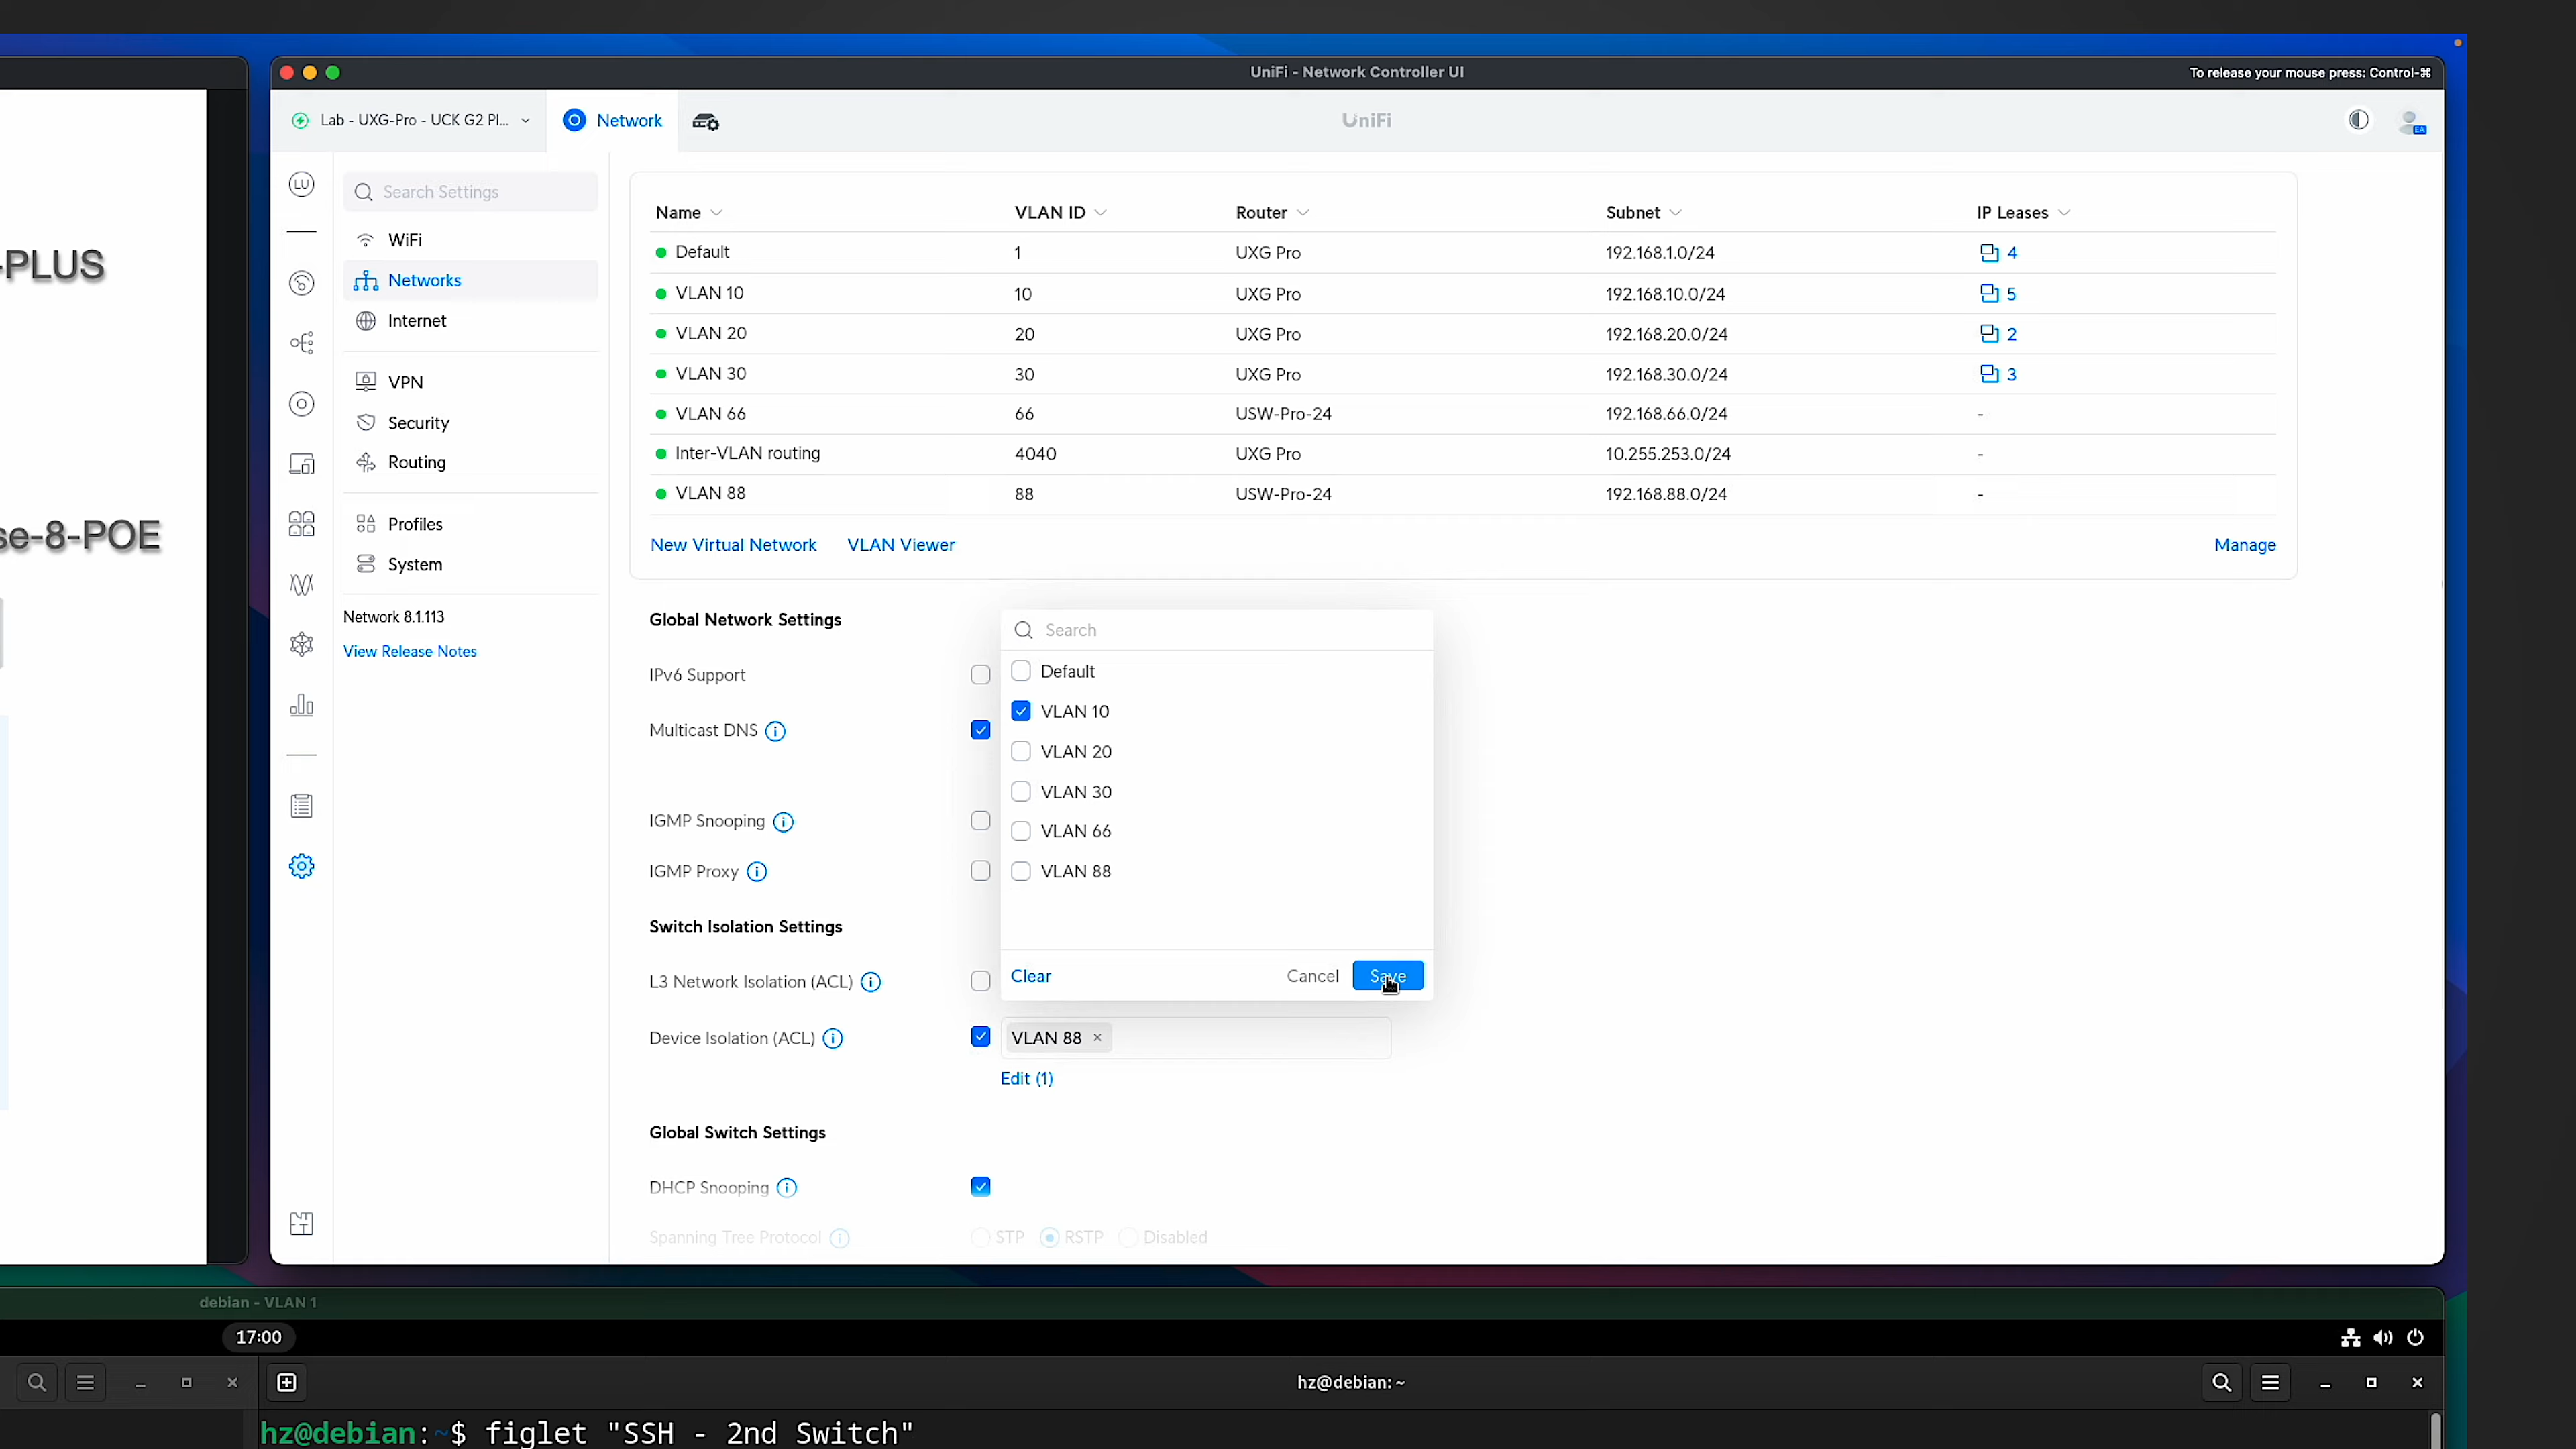 UniFi - Network Controller UI
To release your mouse press: Control-⌘
Lab - UXG-Pro - UCK G2 Pl...
Network
UniFi
EA
LU
Search Settings
WiFi
Networks
Internet
VPN
Security
Routing
Profiles
System
Network 8.1.113
View Release Notes
-PLUS
se-8-POE
Name VLAN ID Router Subnet IP Leases
Default 1 UXG Pro 192.168.1.0/24 4
VLAN 10 10 UXG Pro 192.168.10.0/24 5
VLAN 20 20 UXG Pro 192.168.20.0/24 2
VLAN 30 30 UXG Pro 192.168.30.0/24 3
VLAN 66 66 USW-Pro-24 192.168.66.0/24 -
Inter-VLAN routing 4040 UXG Pro 10.255.253.0/24 -
VLAN 88 88 USW-Pro-24 192.168.88.0/24 -
New Virtual Network VLAN Viewer Manage
Global Network Settings
IPv6 Support
Multicast DNS
IGMP Snooping
IGMP Proxy
Search
Default
VLAN 10
VLAN 20
VLAN 30
VLAN 66
VLAN 88
Clear Cancel Save
Switch Isolation Settings
L3 Network Isolation (ACL)
Device Isolation (ACL) VLAN 88 ×
Edit (1)
Global Switch Settings
DHCP Snooping
Spanning Tree Protocol STP RSTP Disabled
debian - VLAN 1
17:00
hz@debian: ~
hz@debian:~$ figlet "SSH - 2nd Switch"